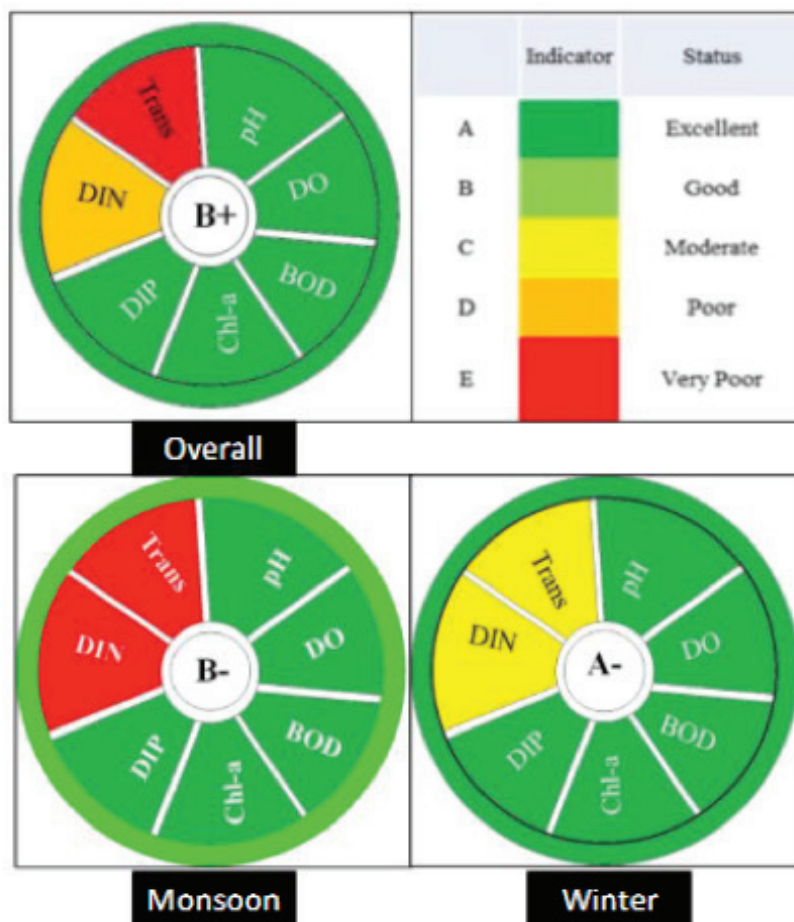 Trans
pH
DIN
B+
DO
DIP
Chl-a
BOD
Indicator Status
A Excellent
B Good
C Moderate
D Poor
E Very Poor
Overall
Trans
pH
DIN
B-
DO
DIP
Chl-a
BOD
Monsoon
Trans
pH
DIN
A-
DO
DIP
Chl-a
BOD
Winter